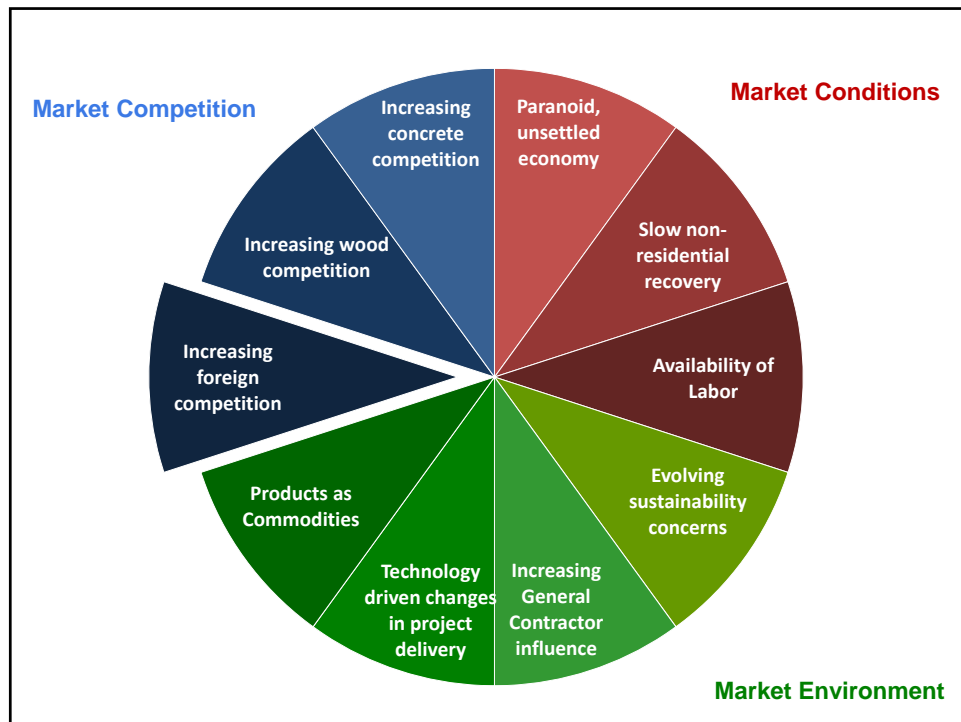 Market Competition
Market Conditions
Increasing
concrete
competition
Paranoid,
unsettled
economy
Increasing wood
competition
Slow non-
residential
recovery
Increasing
foreign
competition
Availability of
Labor
Products as
Commodities
Evolving
sustainability
concerns
Technology
driven changes
in project
delivery
Increasing
General
Contractor
influence
Market Environment